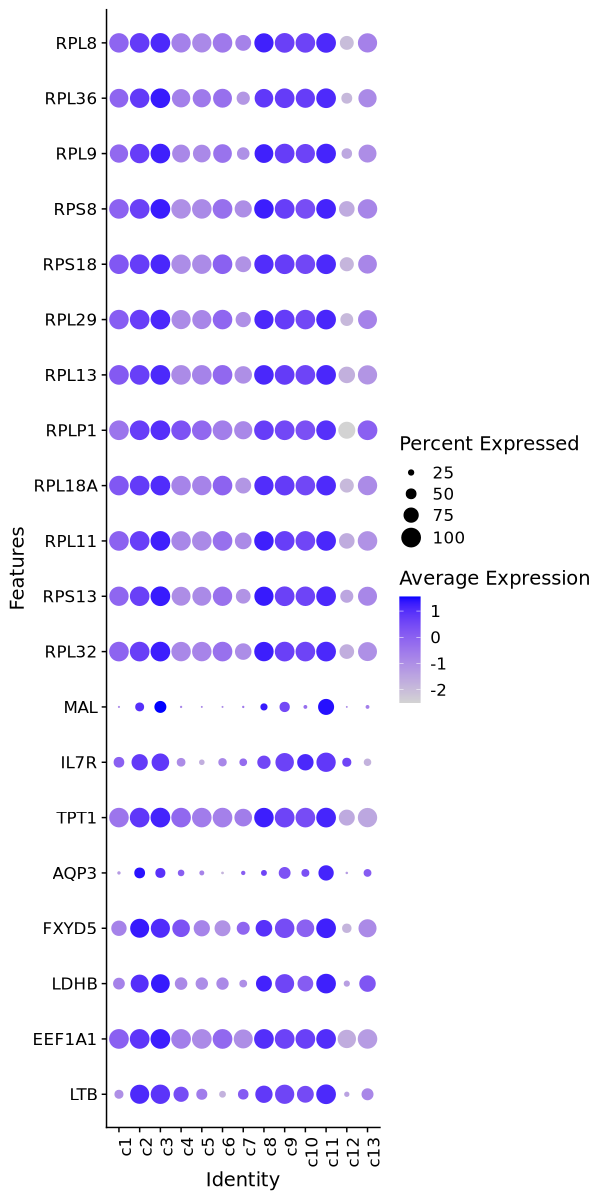 RPL8
RPL36
RPL9
RPS8
RPS18
RPL29
RPL13
RPLP1
RPL18A
RPL11
RPS13
RPL32
MAL
IL7R
TPT1
AQP3
FXYD5
LDHB
EEF1A1
LTB
Features
c1 c2 c3 c4 c5 c6 c7 c8 c9 c10 c11 c12 c13
Identity
Percent Expressed
25
50
75
100
Average Expression
1
0
-1
-2